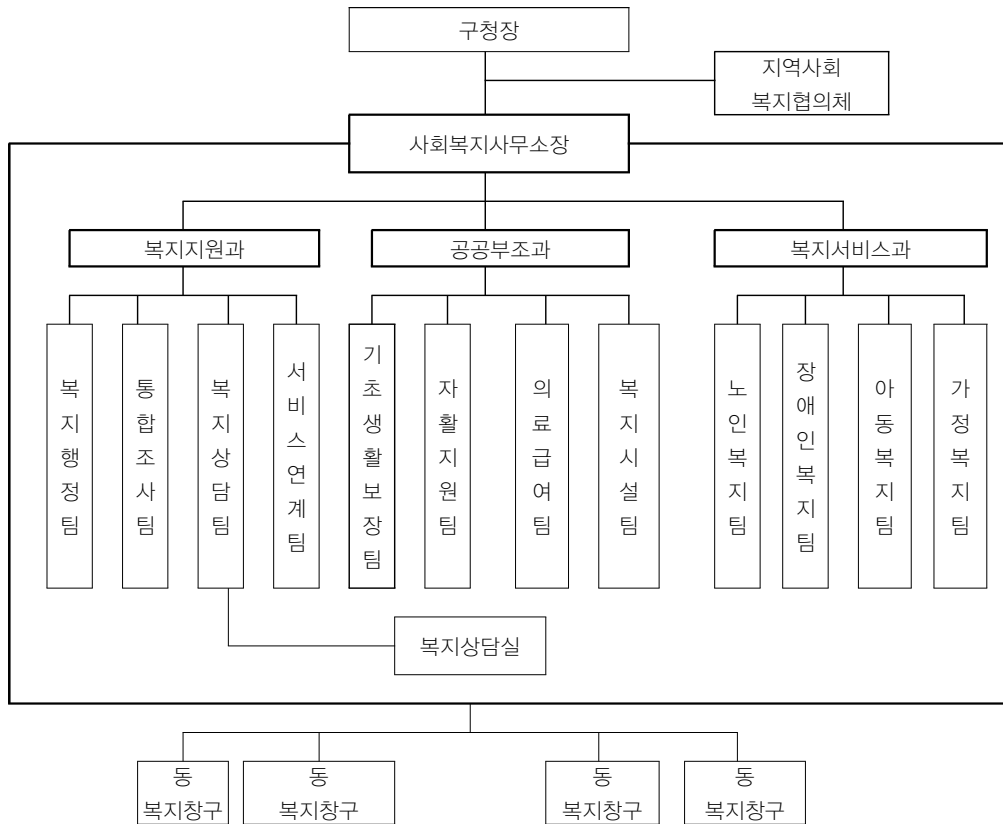 구청장
지역사회
복지협의체
사회복지사무소장
복지지원과
공공부조과
복지서비스과
복지행정팀
통합조사팀
복지상담팀
서비스연계팀
기초생활보장팀
자활지원팀
의료급여팀
복지시설팀
노인복지팀
장애인복지팀
아동복지팀
가정복지팀
복지상담실
동
복지창구
동
복지창구
동
복지창구
동
복지창구